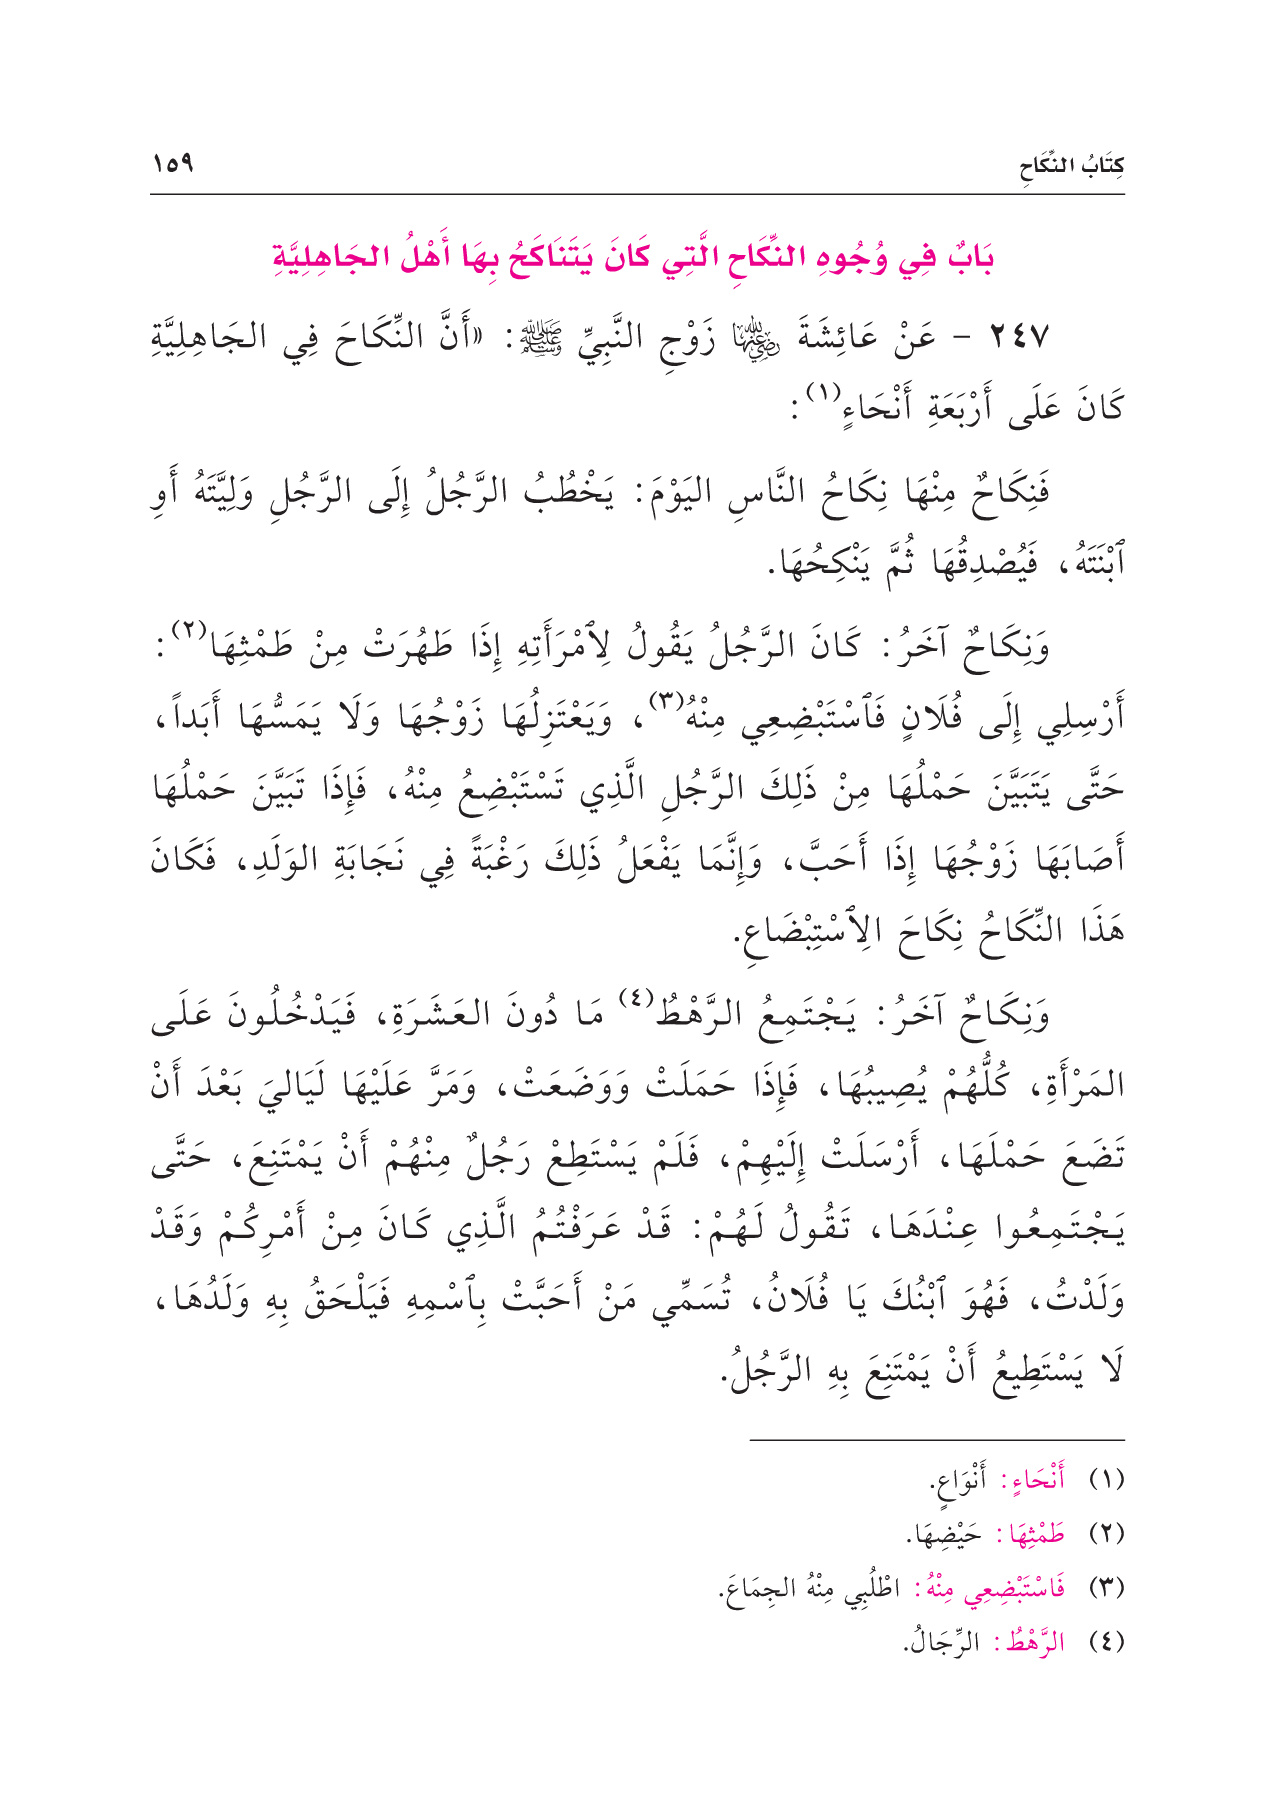 كِتَابُ النِّكَاحِ ١٥٩
بَابٌ فِي وُجُوهِ النِّكَاحِ الَّتِي كَانَ يَتَنَاكَحُ بِهَا أَهْلُ الجَاهِلِيَّةِ
٢٤٧ - عَنْ عَائِشَةَ رضي الله عنها زَوْجِ النَّبِيِّ ﷺ: «أَنَّ النِّكَاحَ فِي الجَاهِلِيَّةِ
كَانَ عَلَى أَرْبَعَةِ أَنْحَاءٍ(١):
فَنِكَاحٌ مِنْهَا نِكَاحُ النَّاسِ اليَوْمَ: يَخْطُبُ الرَّجُلُ إِلَى الرَّجُلِ وَلِيَّتَهُ أَوِ
ٱبْنَتَهُ، فَيُصْدِقُهَا ثُمَّ يَنْكِحُهَا.
وَنِكَاحٌ آخَرُ: كَانَ الرَّجُلُ يَقُولُ لِٱمْرَأَتِهِ إِذَا طَهُرَتْ مِنْ طَمْثِهَا(٢):
أَرْسِلِي إِلَى فُلَانٍ فَٱسْتَبْضِعِي مِنْهُ(٣)، وَيَعْتَزِلُهَا زَوْجُهَا وَلَا يَمَسُّهَا أَبَداً،
حَتَّى يَتَبَيَّنَ حَمْلُهَا مِنْ ذَلِكَ الرَّجُلِ الَّذِي تَسْتَبْضِعُ مِنْهُ، فَإِذَا تَبَيَّنَ حَمْلُهَا
أَصَابَهَا زَوْجُهَا إِذَا أَحَبَّ، وَإِنَّمَا يَفْعَلُ ذَلِكَ رَغْبَةً فِي نَجَابَةِ الوَلَدِ، فَكَانَ
هَذَا النِّكَاحُ نِكَاحَ الِٱسْتِبْضَاعِ.
وَنِكَاحٌ آخَرُ: يَجْتَمِعُ الرَّهْطُ(٤) مَا دُونَ العَشَرَةِ، فَيَدْخُلُونَ عَلَى
المَرْأَةِ، كُلُّهُمْ يُصِيبُهَا، فَإِذَا حَمَلَتْ وَوَضَعَتْ، وَمَرَّ عَلَيْهَا لَيَالِيَ بَعْدَ أَنْ
تَضَعَ حَمْلَهَا، أَرْسَلَتْ إِلَيْهِمْ، فَلَمْ يَسْتَطِعْ رَجُلٌ مِنْهُمْ أَنْ يَمْتَنِعَ، حَتَّى
يَجْتَمِعُوا عِنْدَهَا، تَقُولُ لَهُمْ: قَدْ عَرَفْتُمُ الَّذِي كَانَ مِنْ أَمْرِكُمْ وَقَدْ
وَلَدْتُ، فَهُوَ ٱبْنُكَ يَا فُلَانُ، تُسَمِّي مَنْ أَحَبَّتْ بِٱسْمِهِ فَيَلْحَقُ بِهِ وَلَدُهَا،
لَا يَسْتَطِيعُ أَنْ يَمْتَنِعَ بِهِ الرَّجُلُ.
(١) أَنْحَاءٍ: أَنْوَاعٍ.
(٢) طَمْثِهَا: حَيْضِهَا.
(٣) فَاسْتَبْضِعِي مِنْهُ: اطْلُبِي مِنْهُ الجِمَاعَ.
(٤) الرَّهْطُ: الرِّجَالُ.